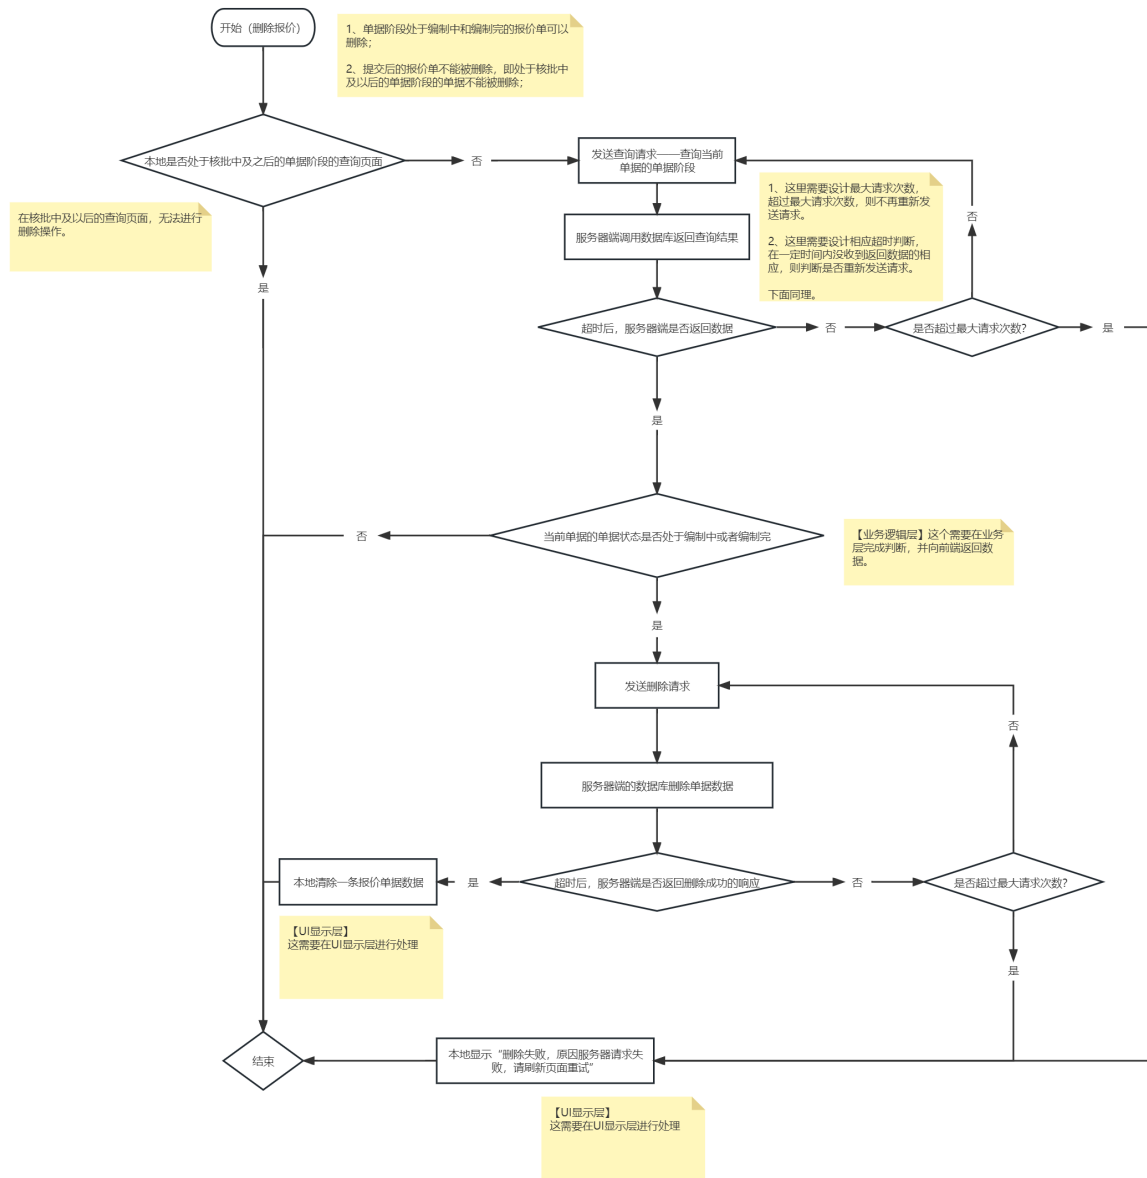 开始（删除报价）
1、单据阶段处于编制中和编制完的报价单可以
删除；
2、提交后的报价单不能被删除，即处于核批中
及以后的单据阶段的单据不能被删除；
本地是否处于核批中及之后的单据阶段的查询页面
否
发送查询请求——查询当前
单据的单据阶段
在核批中及以后的查询页面，无法进行
删除操作。
1、这里需要设计最大请求次数，
超过最大请求次数，则不再重新发
送请求。
2、这里需要设计相应超时判断，
在一定时间内没收到返回数据的相
应，则判断是否重新发送请求。
下面同理。
否
服务器端调用数据库返回查询结果
是
超时后，服务器端是否返回数据
否
是否超过最大请求次数？
是
是
当前单据的单据状态是否处于编制中或者编制完
否
【业务逻辑层】这个需要在业务
层完成判断，并向前端返回数
据。
是
发送删除请求
否
服务器端的数据库删除单据数据
本地清除一条报价单据数据
是
超时后，服务器端是否返回删除成功的响应
否
是否超过最大请求次数？
【UI显示层】
这需要在UI显示层进行处理
是
结束
本地显示“删除失败，原因服务器请求失
败，请刷新页面重试”
【UI显示层】
这需要在UI显示层进行处理